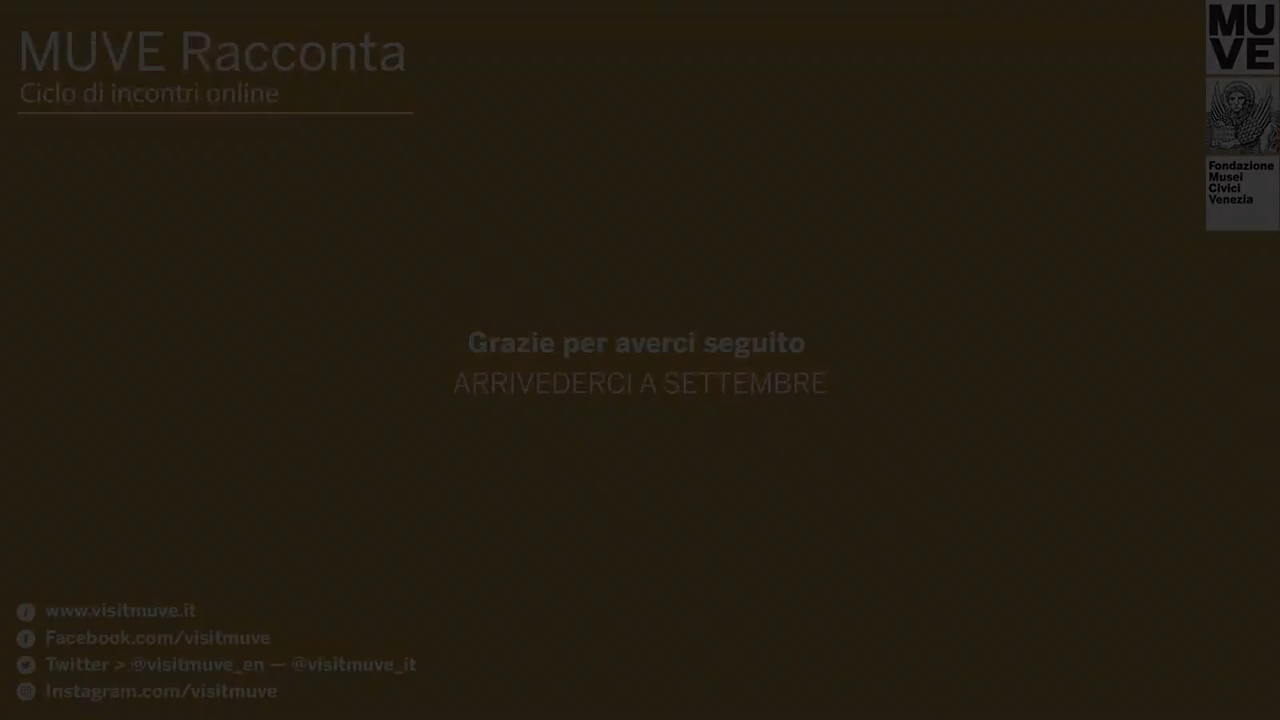 MUVE Racconta
Ciclo di incontri online
MU
VE
Fondazione
Musei
Civici
Venezia
Grazie per averci seguito
ARRIVEDERCI A SETTEMBRE
www.visitmuve.it
Facebook.com/visitmuve
Twitter > @visitmuve_en — @visitmuve_it
Instagram.com/visitmuve